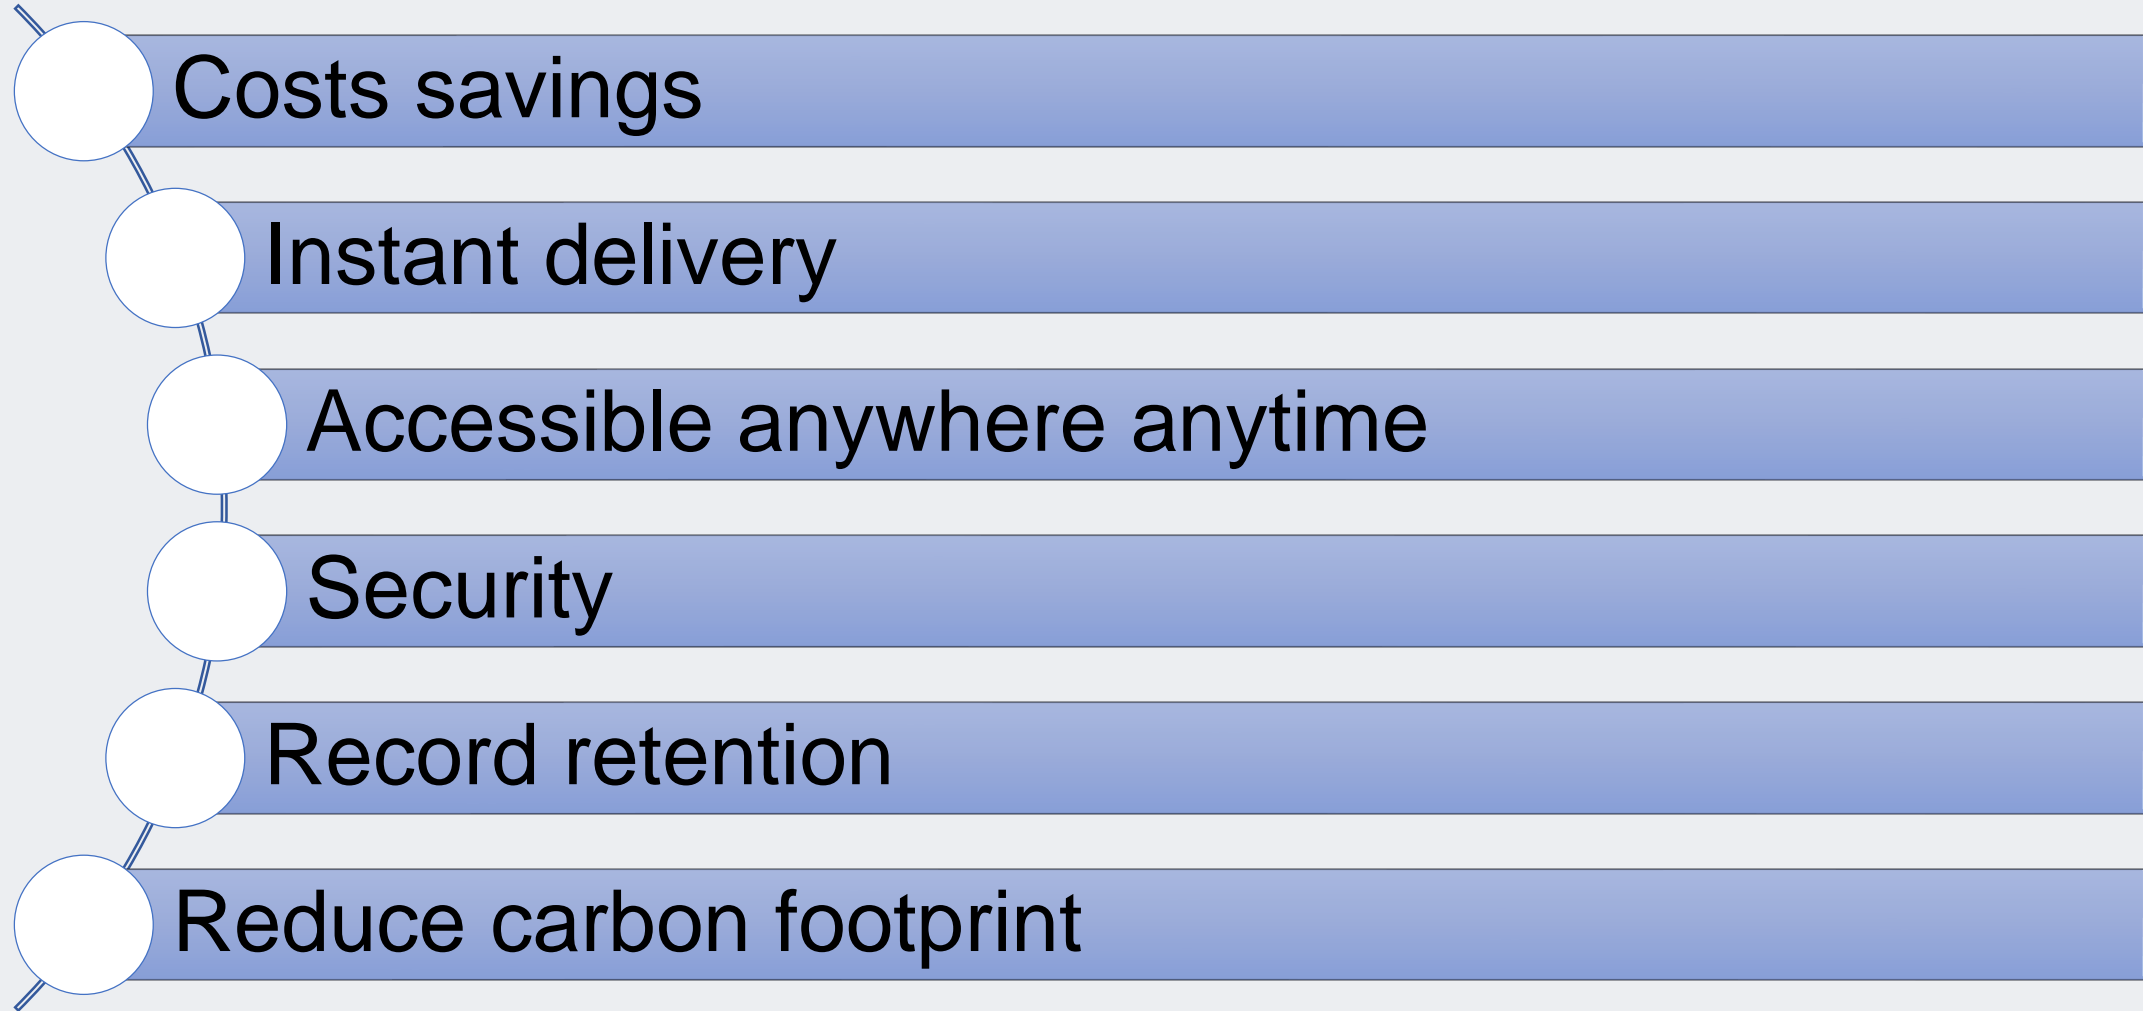 Costs savings
Instant delivery
Accessible anywhere anytime
Security
Record retention
Reduce carbon footprint